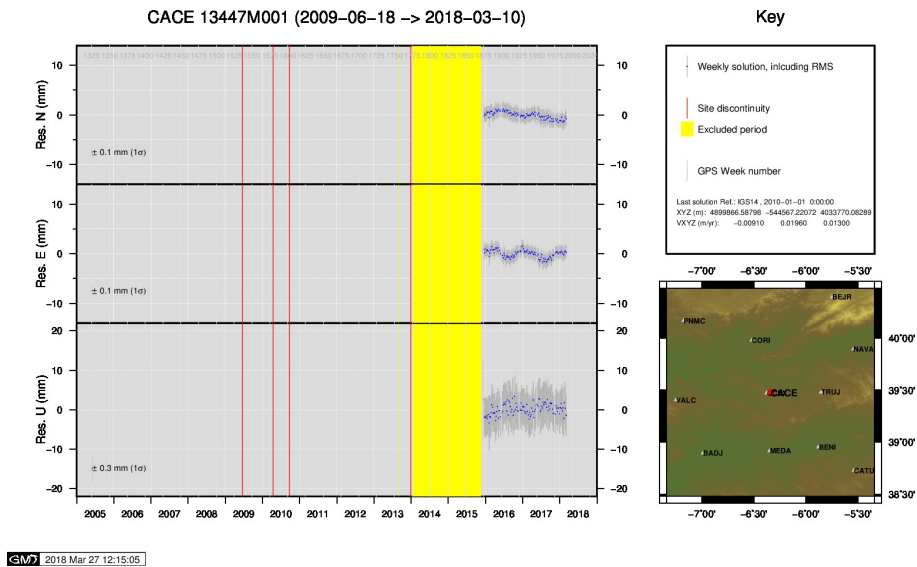 CACE 13447M001 (2009−06−18 −> 2018−03−10)
Key
Res. N (mm)
10
0
−10
10
0
−10
± 0.1 mm (1σ)
Res. E (mm)
10
0
−10
10
0
−10
± 0.1 mm (1σ)
Res. U (mm)
20
10
0
−10
−20
20
10
0
−10
−20
± 0.3 mm (1σ)
2005 2006 2007 2008 2009 2010 2011 2012 2013 2014 2015 2016 2017 2018
Weekly solution, inlcuding RMS
Site discontinuity
Excluded period
GPS Week number
Last solution Ref.: IGS14 , 2010−01−01 0:00:00
XYZ (m): 4899866.58798 −544567.22072 4033770.08289
VXYZ (m/yr): −0.00910 0.01960 0.01300
−7˚00' −6˚30' −6˚00' −5˚30'
BEJR
PNMC
40˚00'
CORI
NAVA
39˚30'
CACE
TRUJ
VALC
39˚00'
BADJ
MEDA
BENI
CATU
38˚30'
−7˚00' −6˚30' −6˚00' −5˚30'
GMT 2018 Mar 27 12:15:05